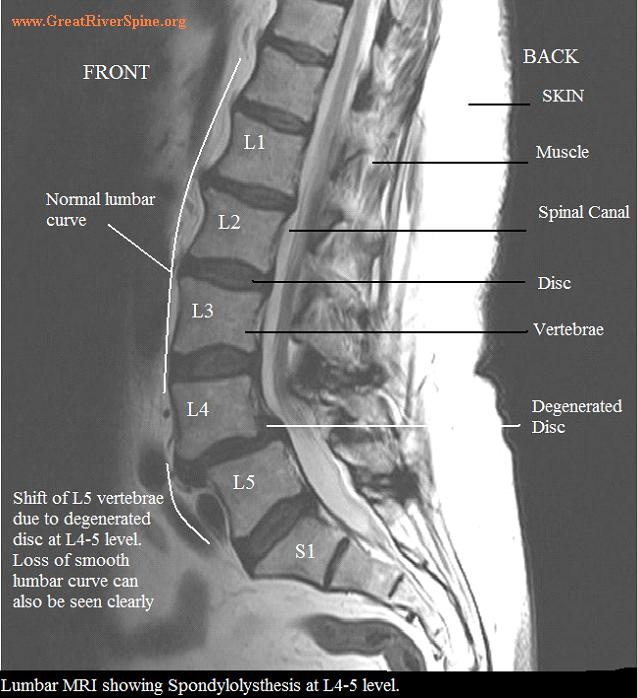 www.GreatRiverSpine.org
FRONT
BACK
SKIN
L1
Muscle
Normal lumbar
curve
L2
Spinal Canal
Disc
L3
Vertebrae
L4
Degenerated
Disc
L5
Shift of L5 vertebrae
due to degenerated
disc at L4-5 level.
Loss of smooth
lumbar curve can
also be seen clearly
S1
Lumbar MRI showing Spondylolysthesis at L4-5 level.